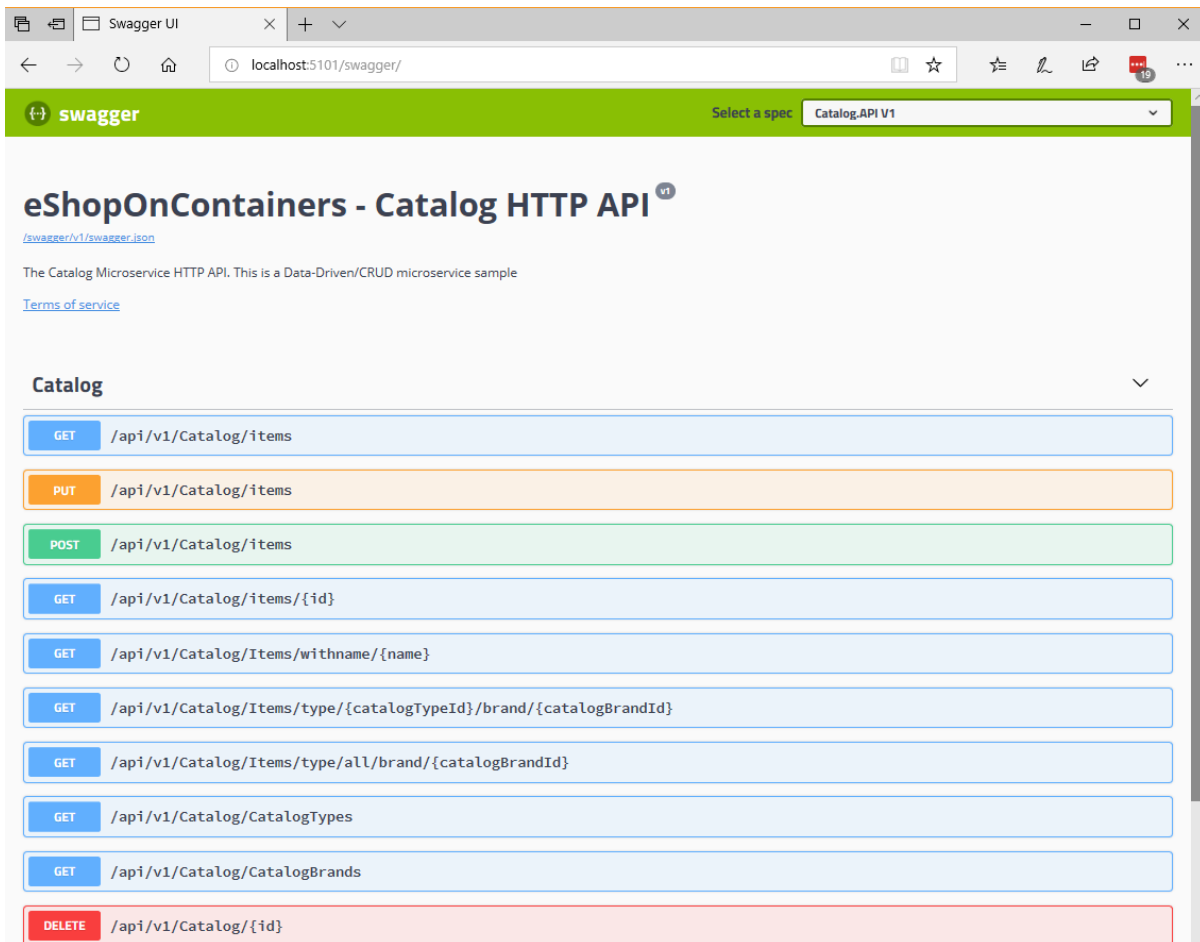 Swagger UI
localhost:5101/swagger/
19
{··} swagger
Select a spec
Catalog.API V1
eShopOnContainers - Catalog HTTP API v1
/swagger/v1/swagger.json
The Catalog Microservice HTTP API. This is a Data-Driven/CRUD microservice sample
Terms of service
Catalog
GET /api/v1/Catalog/items
PUT /api/v1/Catalog/items
POST /api/v1/Catalog/items
GET /api/v1/Catalog/items/{id}
GET /api/v1/Catalog/Items/withname/{name}
GET /api/v1/Catalog/Items/type/{catalogTypeId}/brand/{catalogBrandId}
GET /api/v1/Catalog/Items/type/all/brand/{catalogBrandId}
GET /api/v1/Catalog/CatalogTypes
GET /api/v1/Catalog/CatalogBrands
DELETE /api/v1/Catalog/{id}